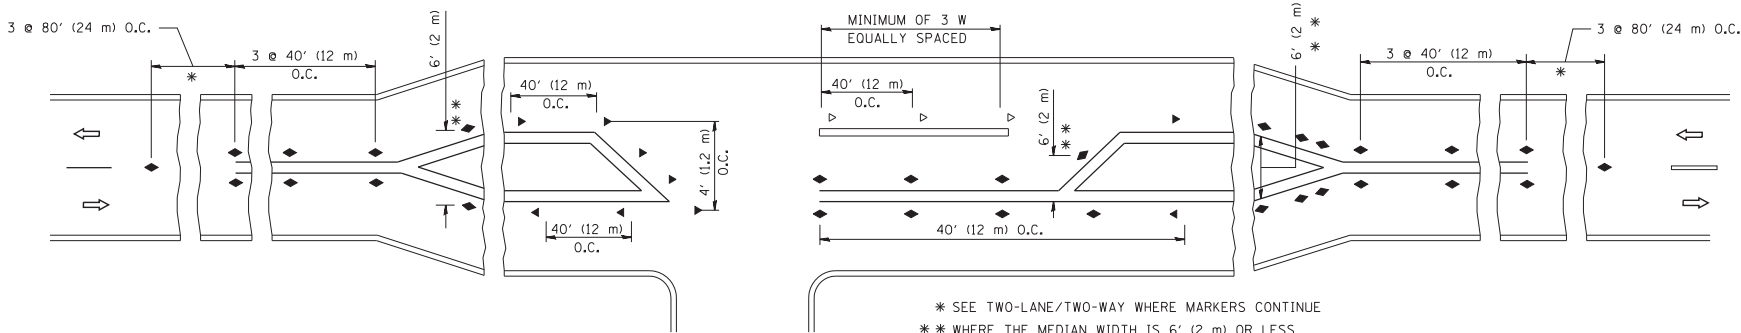 3 @ 80' (24 m) O.C.
*
3 @ 40' (12 m)
O.C.
6' (2 m)
* *
40' (12 m)
O.C.
4' (1.2 m)
O.C.
40' (12 m)
O.C.
MINIMUM OF 3 W
EQUALLY SPACED
40' (12 m)
O.C.
6' (2 m)
* *
40' (12 m) O.C.
6' (2 m)
* *
3 @ 40' (12 m)
O.C.
3 @ 80' (24 m) O.C.
*
* SEE TWO-LANE/TWO-WAY WHERE MARKERS CONTINUE
* * WHERE THE MEDIAN WIDTH IS 6' (2 m) OR LESS